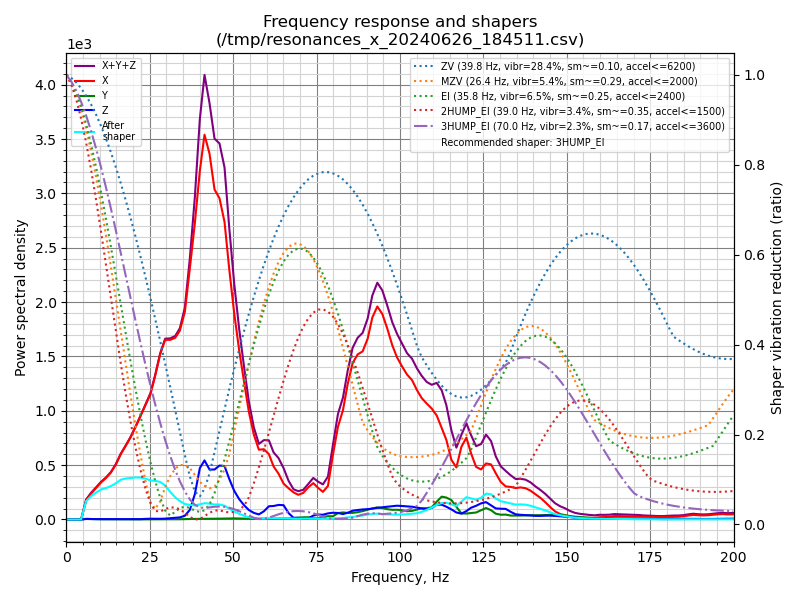 Frequency response and shapers
(/tmp/resonances_x_20240626_184511.csv)
1e3
X+Y+Z
X
Y
Z
After
shaper
ZV (39.8 Hz, vibr=28.4%, sm~=0.10, accel<=6200)
MZV (26.4 Hz, vibr=5.4%, sm~=0.29, accel<=2000)
EI (35.8 Hz, vibr=6.5%, sm~=0.25, accel<=2400)
2HUMP_EI (39.0 Hz, vibr=3.4%, sm~=0.35, accel<=1500)
3HUMP_EI (70.0 Hz, vibr=2.3%, sm~=0.17, accel<=3600)
Recommended shaper: 3HUMP_EI
Power spectral density
4.0
3.5
3.0
2.5
2.0
1.5
1.0
0.5
0.0
Shaper vibration reduction (ratio)
1.0
0.8
0.6
0.4
0.2
0.0
0 25 50 75 100 125 150 175 200
Frequency, Hz